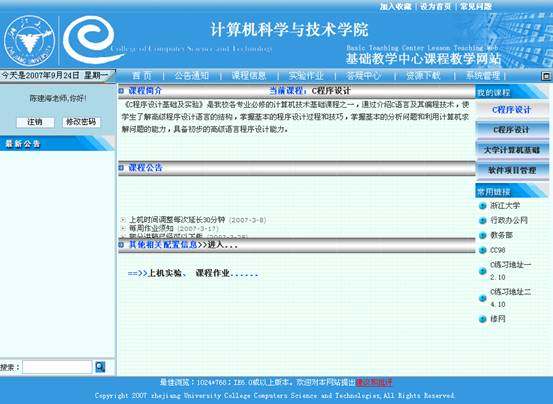 加入收藏 | 设为首页 | 常见问题
计算机科学与技术学院
College of Computer Science and Technology
Basic Teaching Center Lesson Teaching Web
基础教学中心课程教学网站
ZHEJIANG UNIVERSITY
今天是2007年9月24日 星期一
首 页 | 公告通知 | 课程信息 | 实验作业 | 答疑中心 | 资源下载 | 系统管理 |
陈建海老师,你好!
注销 修改密码
最新公告
搜索:
课程简介 当前课程: C程序设计
《C程序设计基础及实验》是我校各专业必修的计算机技术基础课程之一，通过介绍C语言及其编程技术，使
学生了解高级程序设计语言的结构，掌握基本的程序设计过程和技巧，掌握基本的分析问题和利用计算机求
解问题的能力，具备初步的高级语言程序设计能力。
课程公告
上机时间调整每次延长30分钟 (2007-3-8)
每周作业须知 (2007-3-17)
部分讲稿已经可以下载 (2007-3-28)
其他相关配置信息>>进入...
==>>上机实验、 课程作业......
我的课程
C程序设计
C程序设计
大学计算机基础
软件项目管理
常用链接
浙江大学
行政办公网
教务部
CC98
C练习地址一
2.10
C练习地址二
4.10
缘网
最佳浏览：1024*768；IE6.0或以上版本。欢迎对本网站提出建议和批评
Copyright 2007 zhejiang University College Computers Science and Technologies,All Rights Reserved.